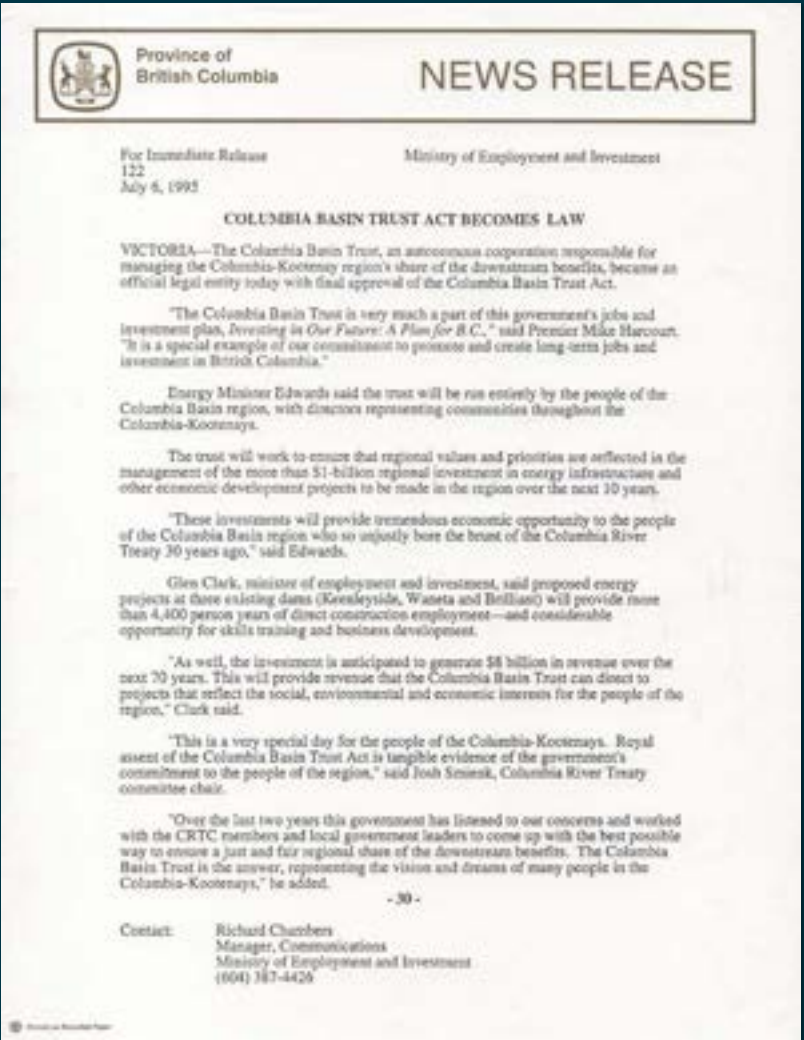 Province of
British Columbia
NEWS RELEASE
For Immediate Release
Ministry of Employment and Investment
122
July 6, 1995
COLUMBIA BASIN TRUST ACT BECOMES LAW
VICTORIA—The Columbia Basin Trust, an autonomous corporation responsible for
managing the Columbia-Kootenay region's share of the downstream benefits, became an
official legal entity today with final approval of the Columbia Basin Trust Act.
"The Columbia Basin Trust is very much a part of this government's jobs and
investment plan, Investing in Our Future: A Plan for B.C.," said Premier Mike Harcourt.
"It is a special example of our commitment to promote and create long-term jobs and
investment in British Columbia."
Energy Minister Edwards said the trust will be run entirely by the people of the
Columbia Basin region, with directors representing communities throughout the
Columbia-Kootenays.
The trust will work to ensure that regional values and priorities are reflected in the
management of the more than $1-billion regional investment in energy infrastructure and
other economic development projects to be made in the region over the next 10 years.
"These investments will provide tremendous economic opportunity to the people
of the Columbia Basin region who so unjustly bore the brunt of the Columbia River
Treaty 30 years ago," said Edwards.
Glen Clark, minister of employment and investment, said proposed energy
projects at three existing dams (Keenleyside, Waneta and Brilliant) will provide more
than 4,400 person years of direct construction employment—and considerable
opportunity for skills training and business development.
"As well, the investment is anticipated to generate $8 billion in revenue over the
next 70 years. This will provide revenue that the Columbia Basin Trust can direct to
projects that reflect the social, environmental and economic interests for the people of the
region," Clark said.
"This is a very special day for the people of the Columbia-Kootenays. Royal
assent of the Columbia Basin Trust Act is tangible evidence of the government's
commitment to the people of the region," said Josh Smienk, Columbia River Treaty
committee chair.
"Over the last two years this government has listened to our concerns and worked
with the CRTC members and local government leaders to come up with the best possible
way to ensure a just and fair regional share of the downstream benefits. The Columbia
Basin Trust is the answer, representing the vision and dreams of many people in the
Columbia-Kootenays," he added.
- 30 -
Contact:
Richard Chambers
Manager, Communications
Ministry of Employment and Investment
(604) 387-4426